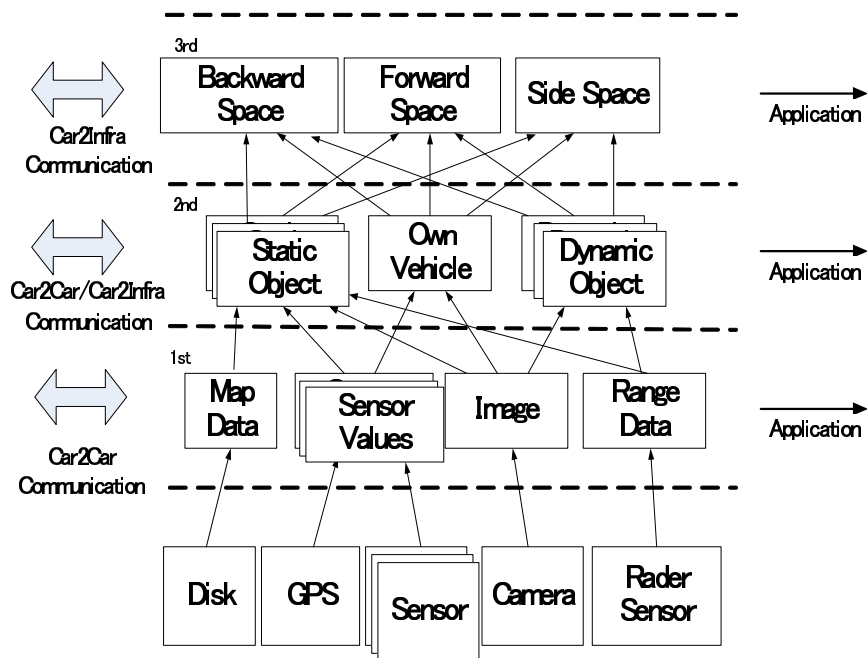 3rd
Backward
Space
Forward
Space
Side Space
Car2Infra
Communication
Application
2nd
Static
Object
Own
Vehicle
Dynamic
Object
Car2Car/Car2Infra
Communication
Application
1st
Map
Data
Sensor
Values
Image
Range
Data
Car2Car
Communication
Application
Disk
GPS
Sensor
Camera
Rader
Sensor